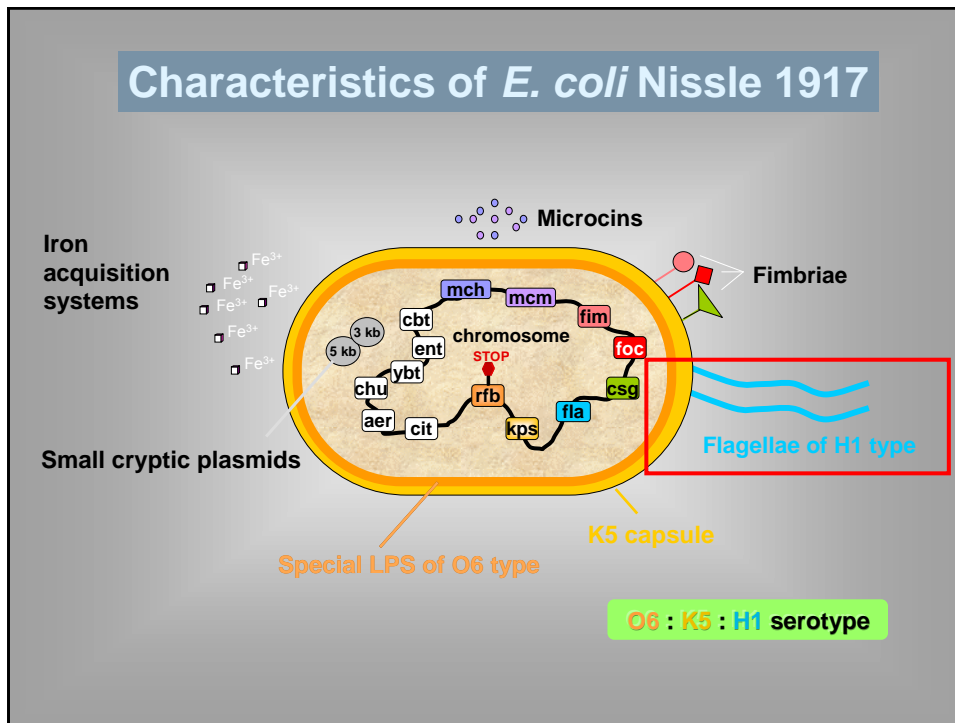 Characteristics of E. coli Nissle 1917
Microcins
Iron
acquisition
systems
Fe3+
Fe3+
Fe3+
Fe3+
Fe3+
Fe3+
Fimbriae
mch
mcm
cbt
fim
3 kb
chromosome
5 kb
ent
STOP
foc
ybt
chu
rfb
csg
aer
cit
kps
fla
Flagellae of H1 type
Small cryptic plasmids
K5 capsule
Special LPS of O6 type
O6 : K5 : H1 serotype